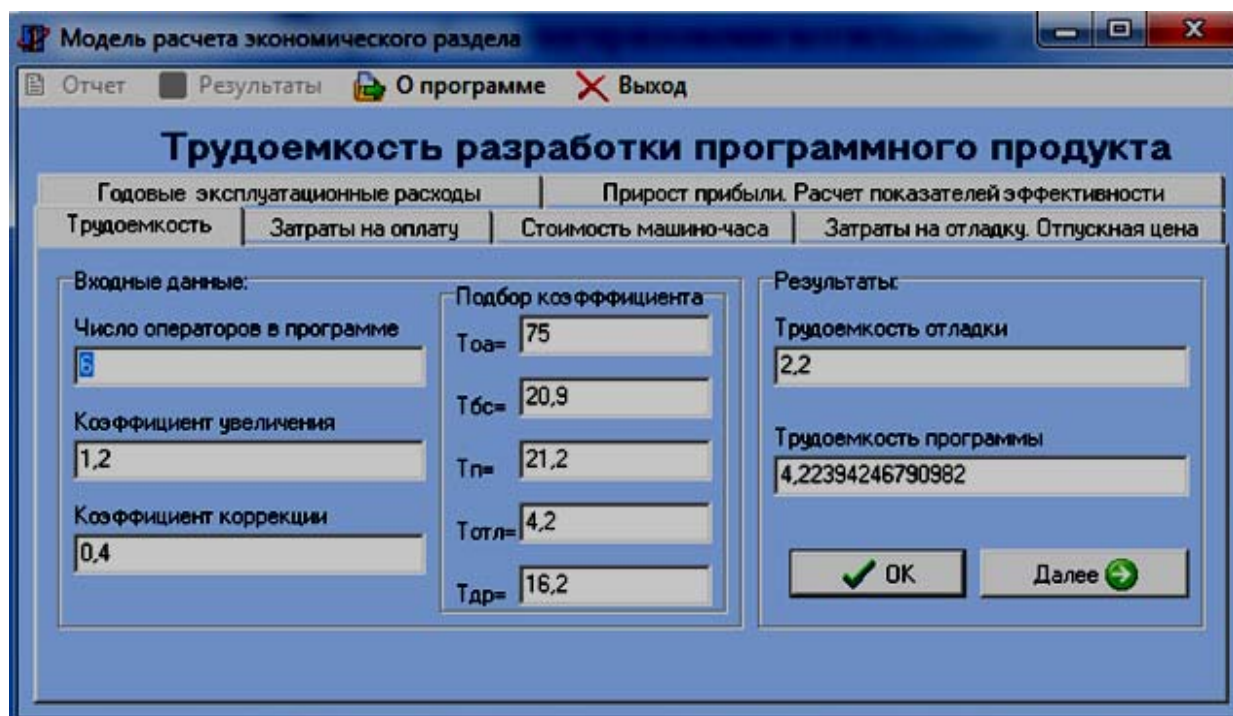 Модель расчета экономического раздела
Отчет Результаты О программе Выход
Трудоемкость разработки программного продукта
Годовые эксплуатационные расходы Прирост прибыли. Расчет показателей эффективности
Трудоемкость Затраты на оплату Стоимость машино-часа Затраты на отладку. Отпускная цена
Входные данные:
Число операторов в программе
6
Коэффициент увеличения
1,2
Коэффициент коррекции
0,4
Подбор коэфффициента
Тоа= 75
Тбс= 20,9
Тп= 21,2
Тотл= 4,2
Тдр= 16,2
Результаты:
Трудоемкость отладки
2,2
Трудоемкость программы
4,22394246790982
OK Далее